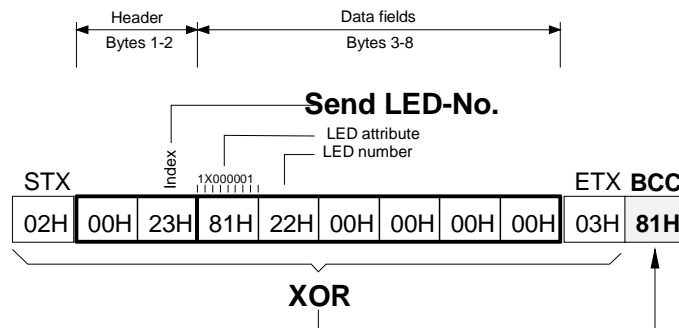 Header Data fields
Bytes 1-2 Bytes 3-8
Send LED-No.
LED attribute
LED number
Index
1X000001
STX ETX BCC
02H 00H 23H 81H 22H 00H 00H 00H 00H 03H 81H
XOR